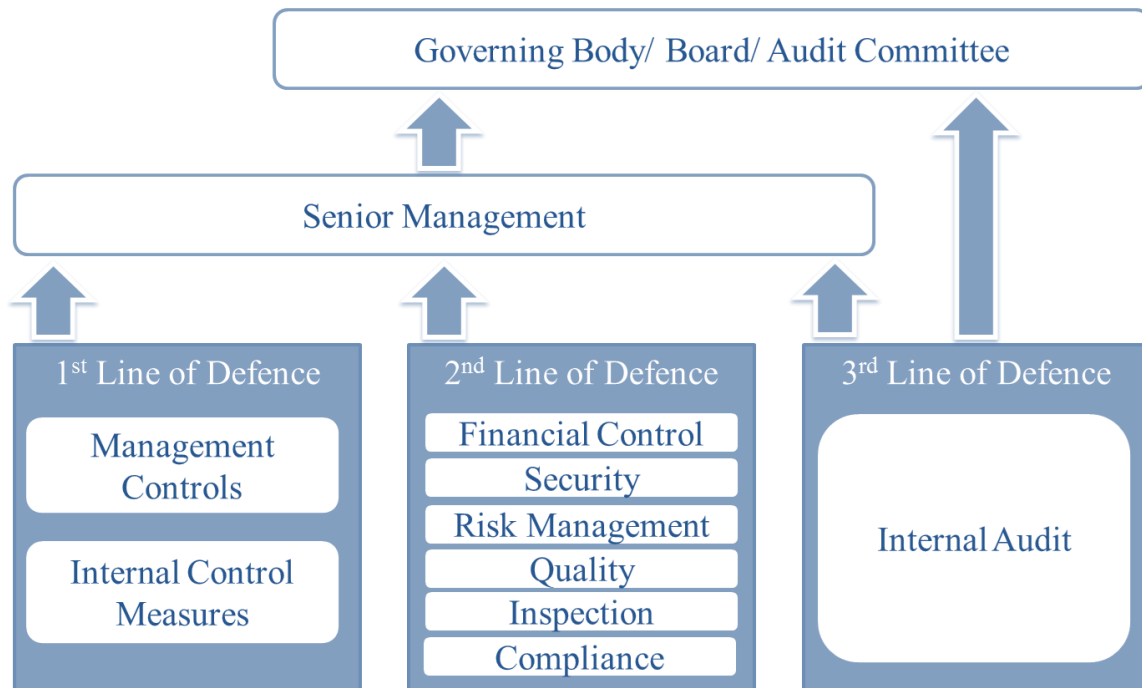 Governing Body/ Board/ Audit Committee
Senior Management
1st Line of Defence
Management
Controls
Internal Control
Measures
2nd Line of Defence
Financial Control
Security
Risk Management
Quality
Inspection
Compliance
3rd Line of Defence
Internal Audit